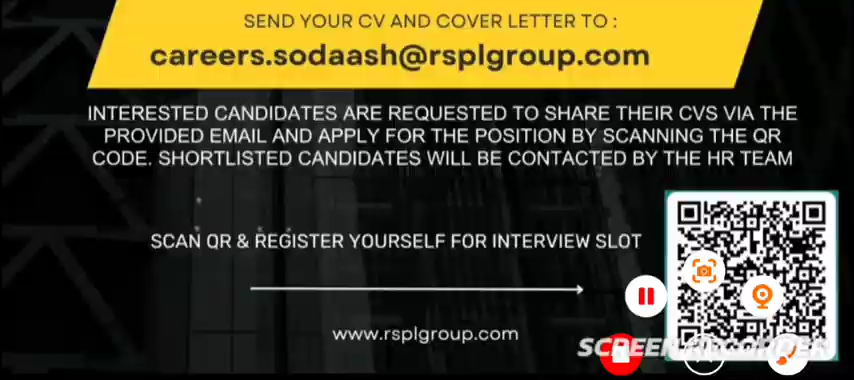 SEND YOUR CV AND COVER LETTER TO :
careers.sodaash@rsplgroup.com
INTERESTED CANDIDATES ARE REQUESTED TO SHARE THEIR CVS VIA THE
PROVIDED EMAIL AND APPLY FOR THE POSITION BY SCANNING THE QR
CODE. SHORTLISTED CANDIDATES WILL BE CONTACTED BY THE HR TEAM
SCAN QR & REGISTER YOURSELF FOR INTERVIEW SLOT
www.rsplgroup.com
SCREEN RECORDER